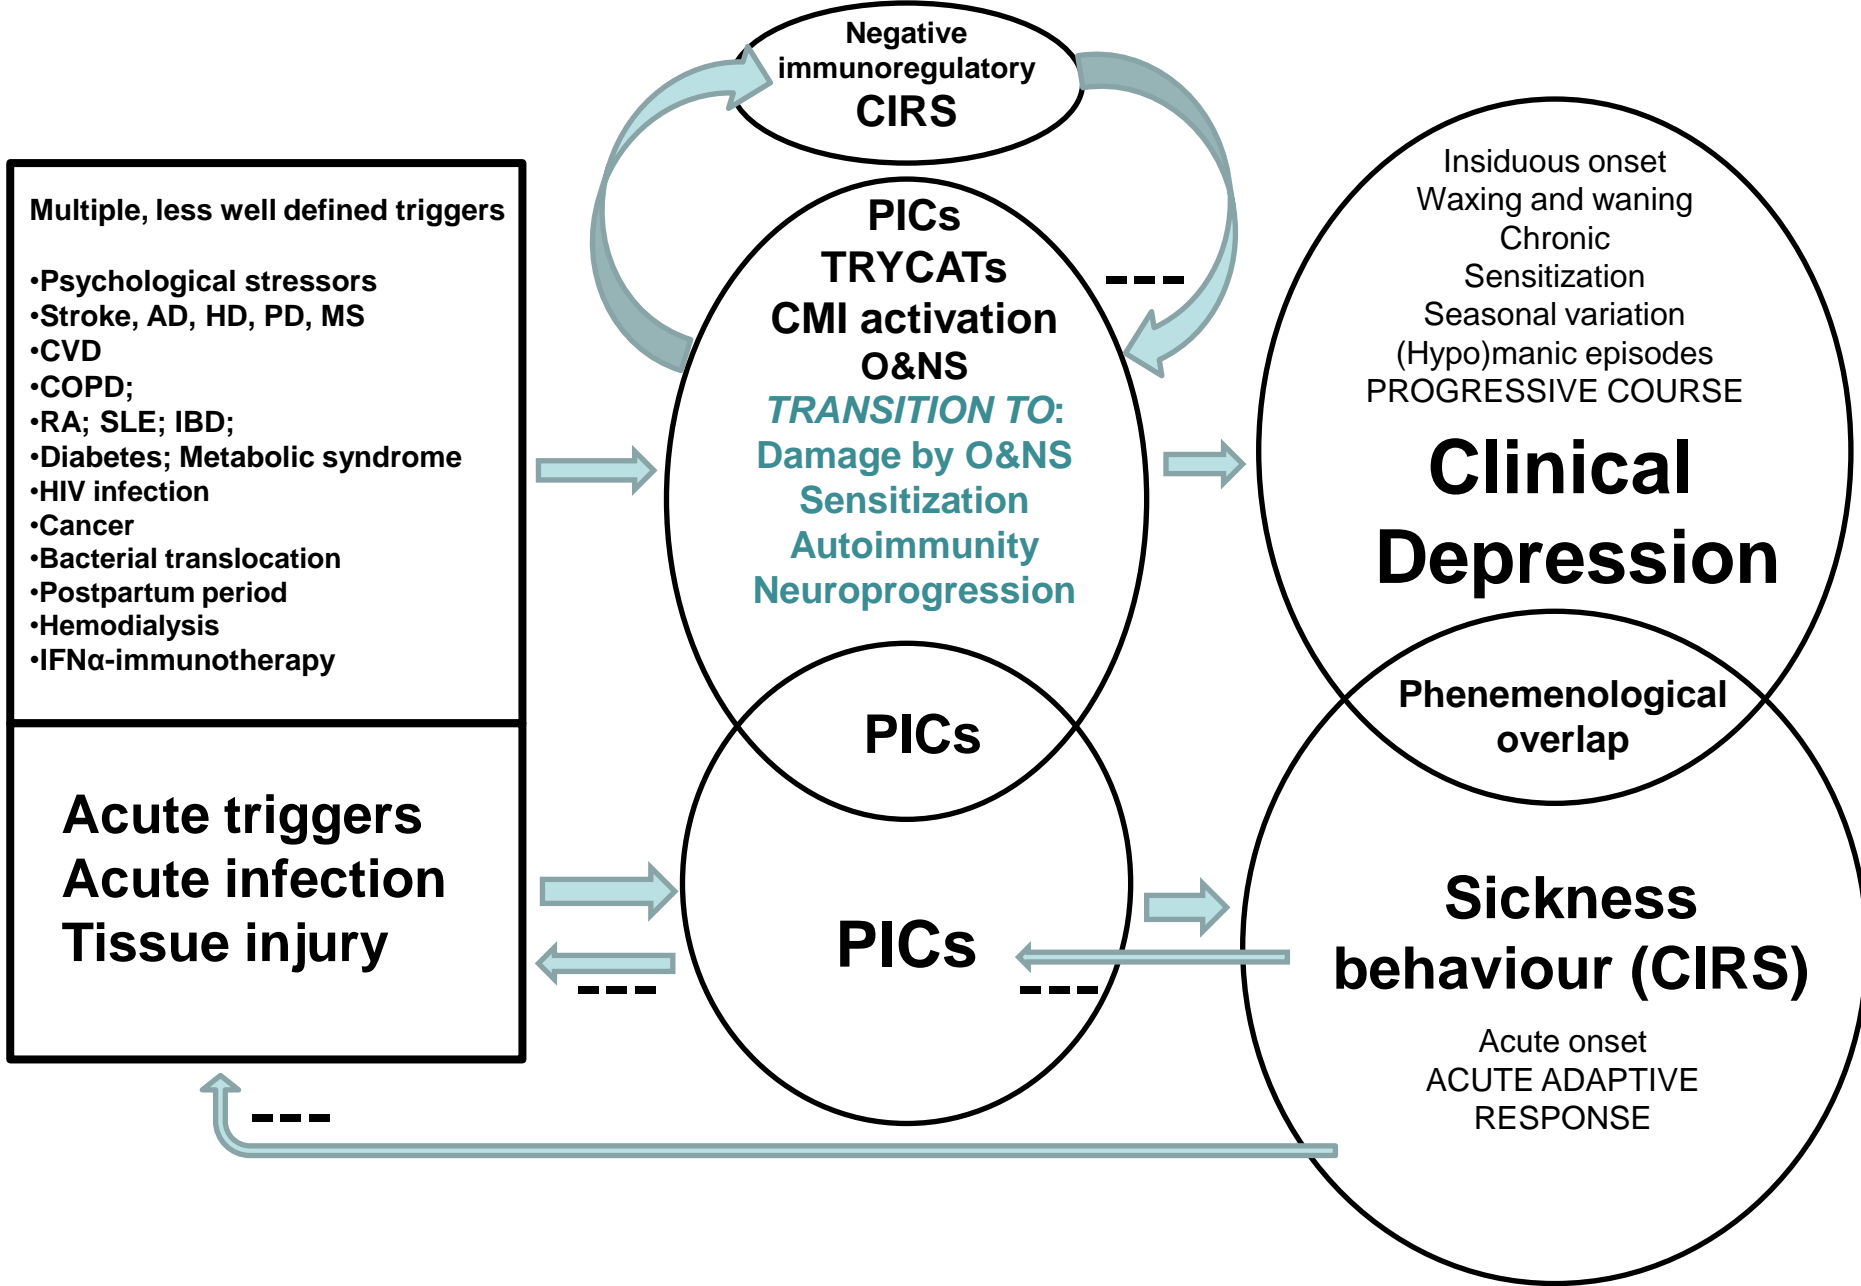 Negative
immunoregulatory
CIRS
Multiple, less well defined triggers
•Psychological stressors
•Stroke, AD, HD, PD, MS
•CVD
•COPD;
•RA; SLE; IBD;
•Diabetes; Metabolic syndrome
•HIV infection
•Cancer
•Bacterial translocation
•Postpartum period
•Hemodialysis
•IFNα-immunotherapy
PICs
TRYCATs
CMI activation
O&NS
TRANSITION TO:
Damage by O&NS
Sensitization
Autoimmunity
Neuroprogression
---
Insiduous onset
Waxing and waning
Chronic
Sensitization
Seasonal variation
(Hypo)manic episodes
PROGRESSIVE COURSE
Clinical
Depression
PICs
Phenemenological
overlap
Acute triggers
Acute infection
Tissue injury
---
PICs
---
Sickness
behaviour (CIRS)
Acute onset
ACUTE ADAPTIVE
RESPONSE
---